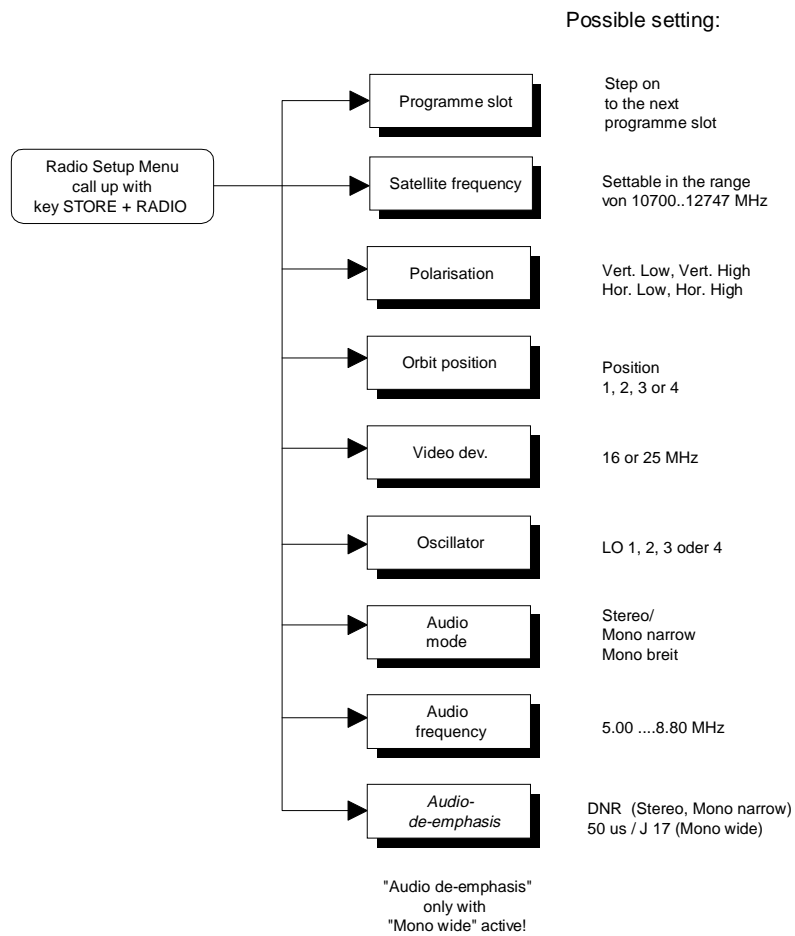 Possible setting:
Programme slot
Step on
to the next
programme slot
Radio Setup Menu
call up with
key STORE + RADIO
Satellite frequency
Settable in the range
von 10700..12747 MHz
Polarisation
Vert. Low, Vert. High
Hor. Low, Hor. High
Orbit position
Position
1, 2, 3 or 4
Video dev.
16 or 25 MHz
Oscillator
LO 1, 2, 3 oder 4
Audio
mode
Stereo/
Mono narrow
Mono breit
Audio
frequency
5.00 ....8.80 MHz
Audio-
de-emphasis
DNR (Stereo, Mono narrow)
50 us / J 17 (Mono wide)
"Audio de-emphasis"
only with
"Mono wide" active!